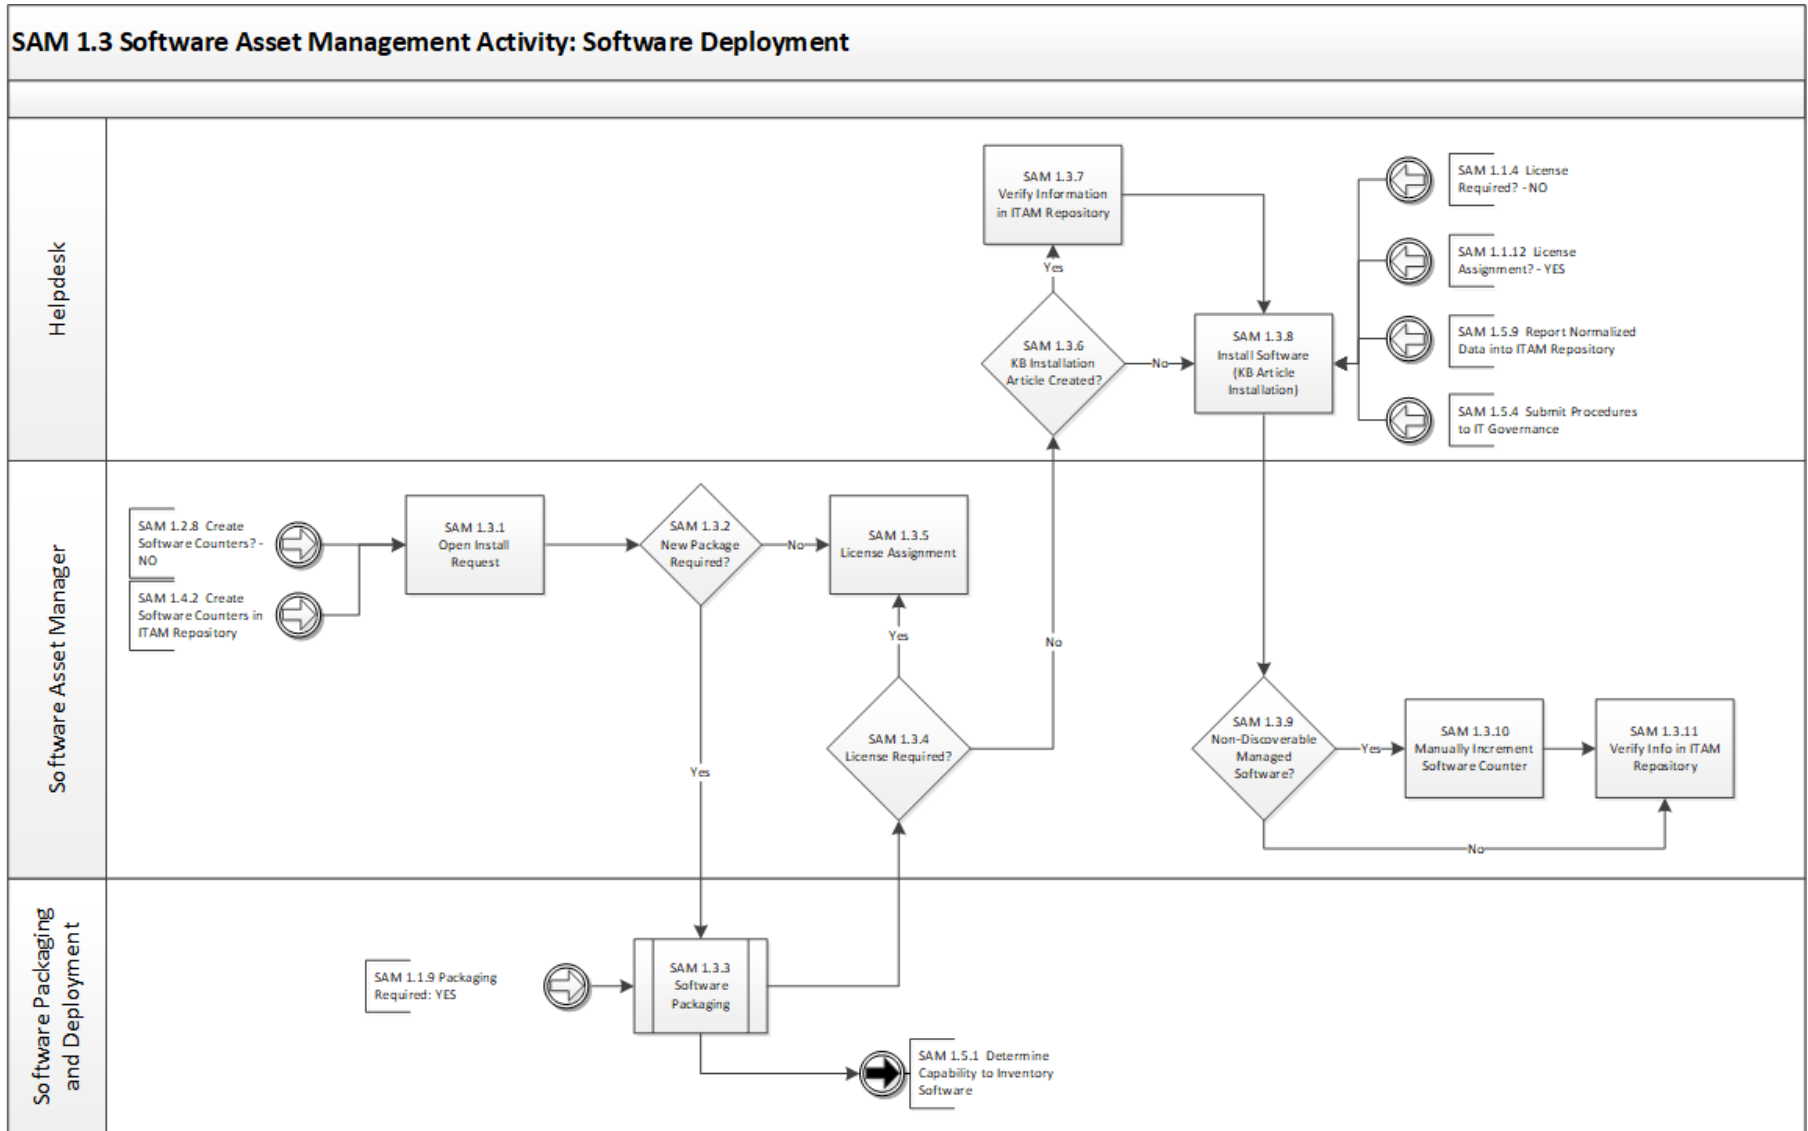 SAM 1.3 Software Asset Management Activity: Software Deployment
Helpdesk
SAM 1.3.7
Verify Information
in ITAM Repository
Yes
SAM 1.3.6
KB Installation
Article Created?
No
SAM 1.3.8
Install Software
(KB Article
Installation)
SAM 1.1.4 License
Required? - NO
SAM 1.1.12 License
Assignment? - YES
SAM 1.5.9 Report Normalized
Data into ITAM Repository
SAM 1.5.4 Submit Procedures
to IT Governance
Software Asset Manager
SAM 1.2.8 Create
Software Counters? -
NO
SAM 1.4.2 Create
Software Counters in
ITAM Repository
SAM 1.3.1
Open Install
Request
SAM 1.3.2
New Package
Required?
No
SAM 1.3.5
License Assignment
Yes
Yes
SAM 1.3.4
License Required?
No
SAM 1.3.9
Non-Discoverable
Managed
Software?
Yes
SAM 1.3.10
Manually Increment
Software Counter
SAM 1.3.11
Verify Info in ITAM
Repository
No
Software Packaging
and Deployment
SAM 1.1.9 Packaging
Required: YES
SAM 1.3.3
Software
Packaging
SAM 1.5.1 Determine
Capability to Inventory
Software